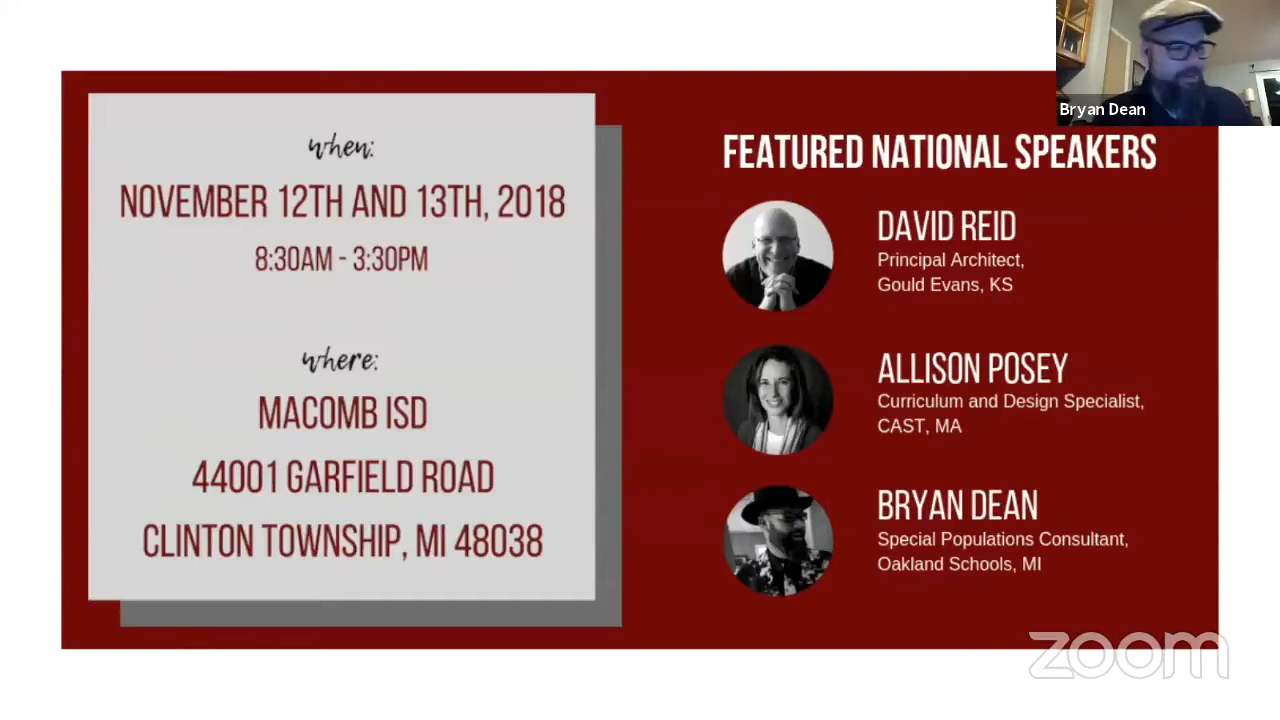 Bryan Dean
when:
NOVEMBER 12TH AND 13TH, 2018
8:30AM - 3:30PM
where:
MACOMB ISD
44001 GARFIELD ROAD
CLINTON TOWNSHIP, MI 48038
FEATURED NATIONAL SPEAKERS
DAVID REID
Principal Architect,
Gould Evans, KS
ALLISON POSEY
Curriculum and Design Specialist,
CAST, MA
BRYAN DEAN
Special Populations Consultant,
Oakland Schools, MI
zoom